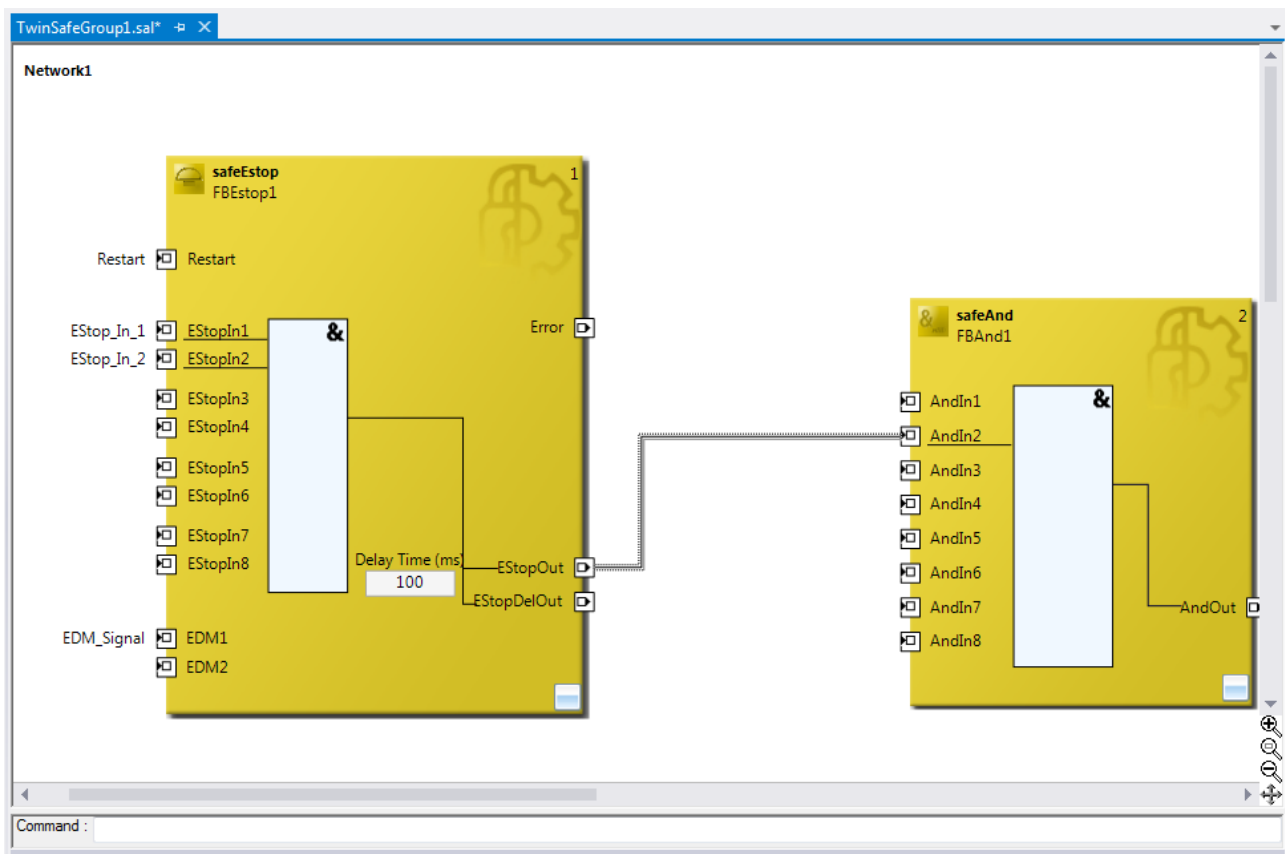 TwinSafeGroup1.sal*
Network1
safeEstop
FBEstop1
1
Restart
Restart
EStop_In_1
EStopIn1
&
Error
EStop_In_2
EStopIn2
EStopIn3
EStopIn4
EStopIn5
EStopIn6
EStopIn7
EStopIn8
Delay Time (ms)
100
EStopOut
EStopDelOut
EDM_Signal
EDM1
EDM2
&
safeAnd
FBAnd1
2
AndIn1
&
AndIn2
AndIn3
AndIn4
AndIn5
AndIn6
AndIn7
AndOut
AndIn8
Command :